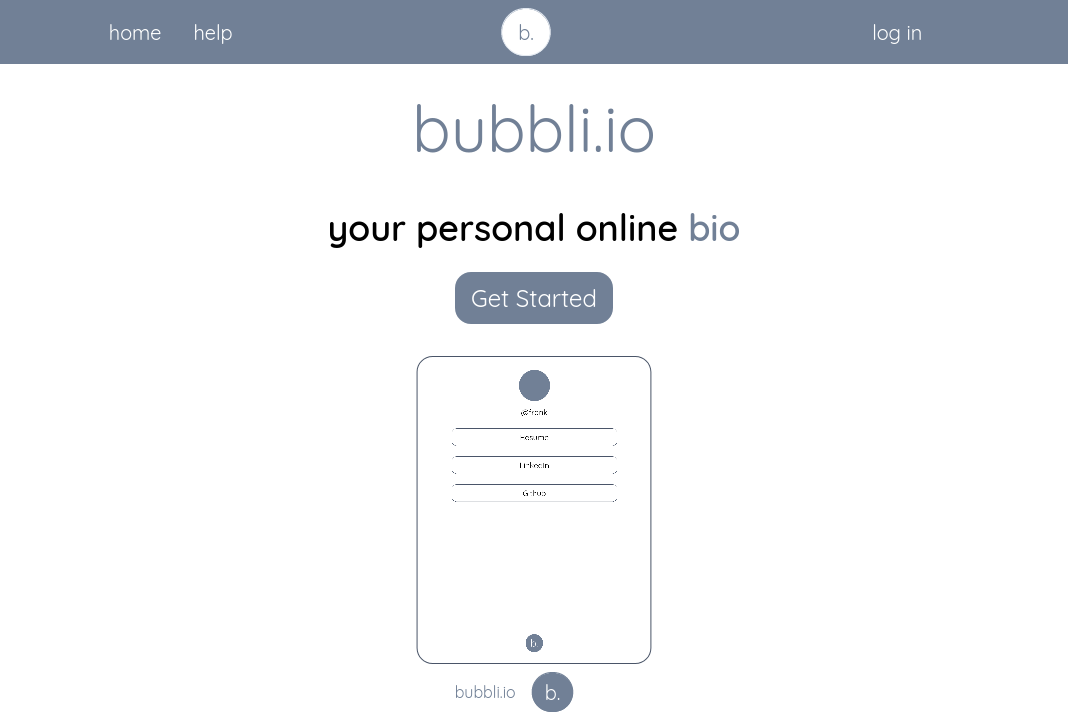 home help b. log in
bubbli.io
your personal online bio
Get Started
@frank
Resume
LinkedIn
Github
b.
bubbli.io b.